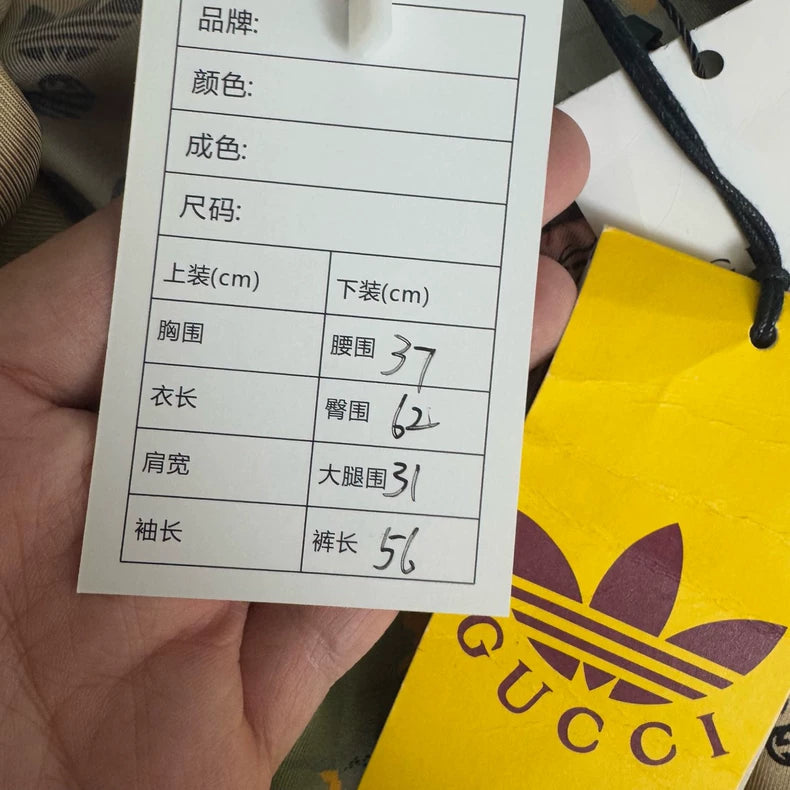 品牌:
颜色:
成色:
尺码:
上装(cm) 下装(cm)
胸围 腰围 37
衣长 臀围 62
肩宽 大腿围 31
袖长 裤长 56
GUCCI